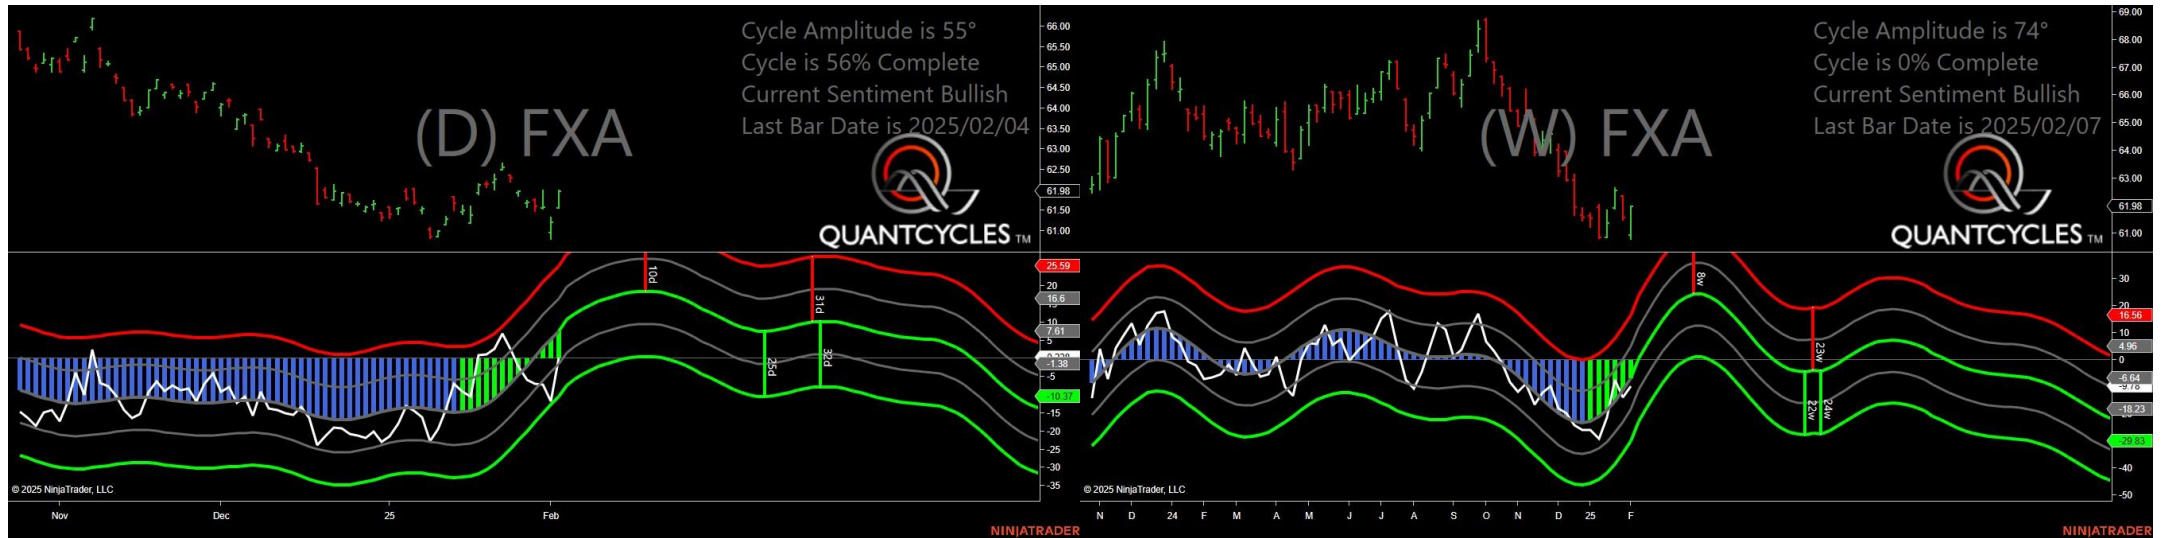 Cycle Amplitude is 55°
Cycle is 56% Complete
Current Sentiment Bullish
Last Bar Date is 2025/02/04
(D) FXA
QUANTCYCLES TM
66.00
65.50
65.00
64.50
64.00
63.50
63.00
62.50
61.98
61.50
61.00
25.59
20
16.6
10
7.61
5
-1.38
-5
-10.37
-15
-20
-25
-30
-35
10d
31d
25d
32d
© 2025 NinjaTrader, LLC
Nov
Dec
25
Feb
NINJATRADER
Cycle Amplitude is 74°
Cycle is 0% Complete
Current Sentiment Bullish
Last Bar Date is 2025/02/07
(W) FXA
QUANTCYCLES TM
69.00
68.00
67.00
66.00
65.00
64.00
63.00
61.98
61.00
30
20
16.56
10
4.96
0
-6.64
-9.78
-18.23
-29.83
-40
-50
8w
23w
22w
24w
© 2025 NinjaTrader, LLC
N D 24 F M A M J J A S O N D 25 F
NINJATRADER